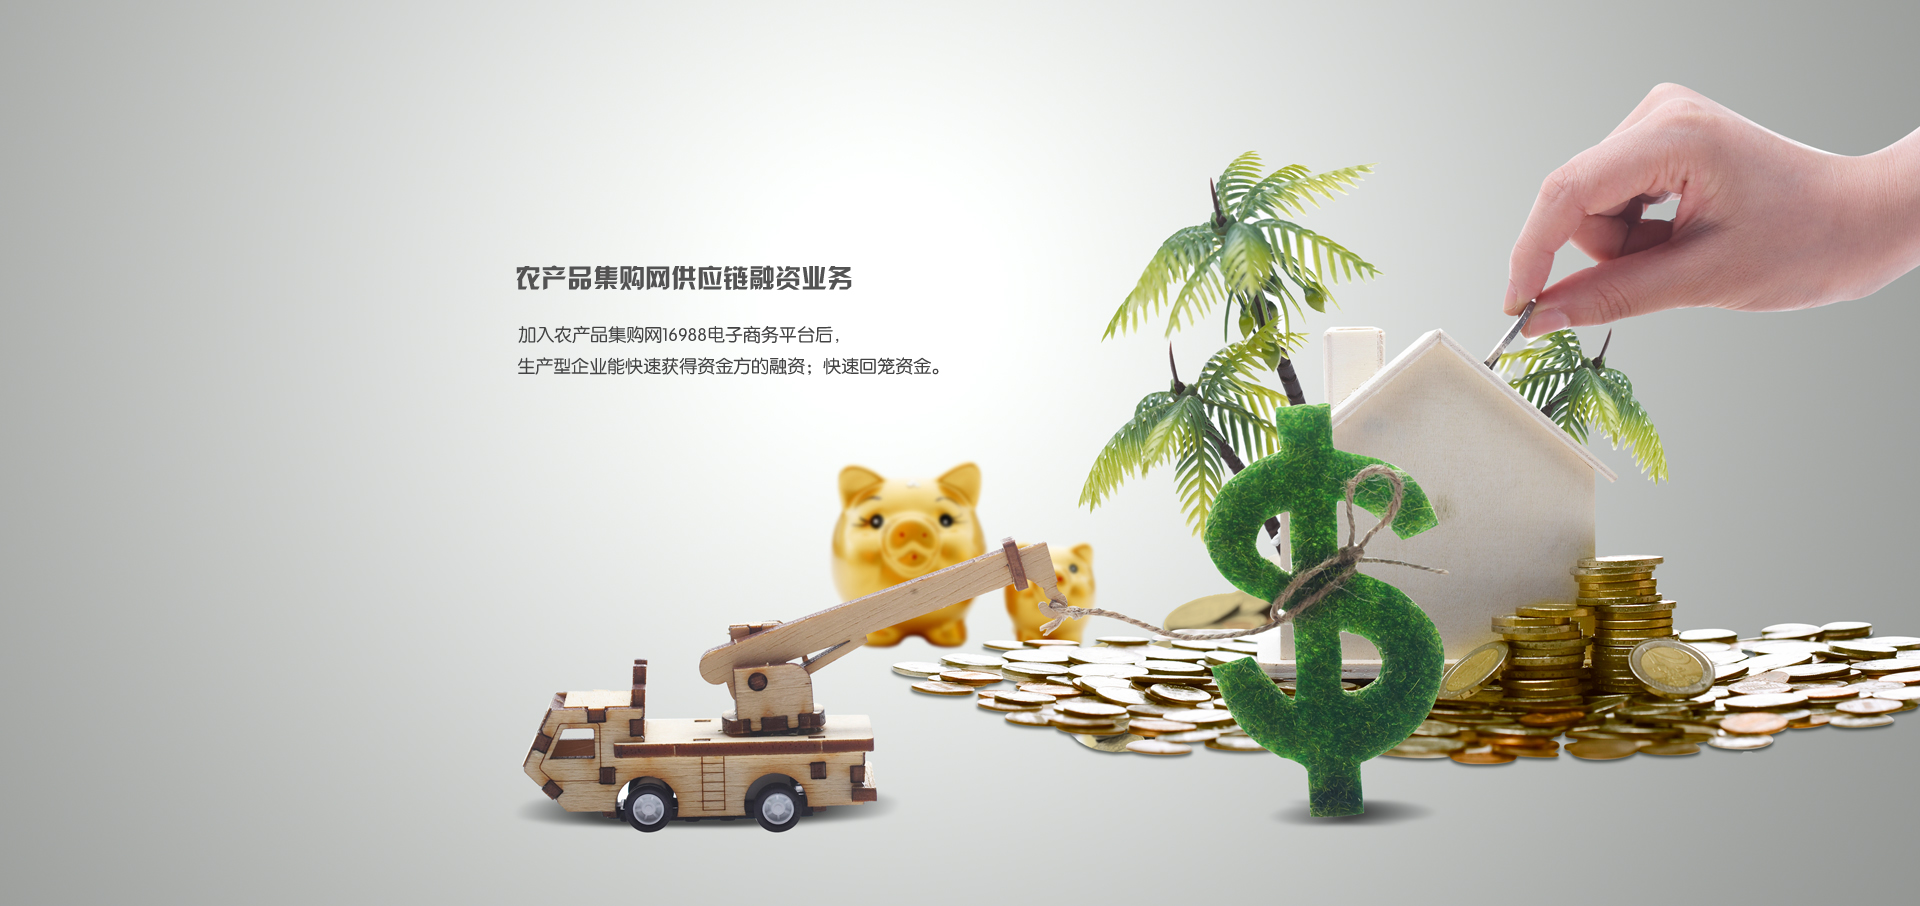 农产品集购网供应链融资业务
加入农产品集购网16988电子商务平台后，
生产型企业能快速获得资金方的融资；快速回笼资金。